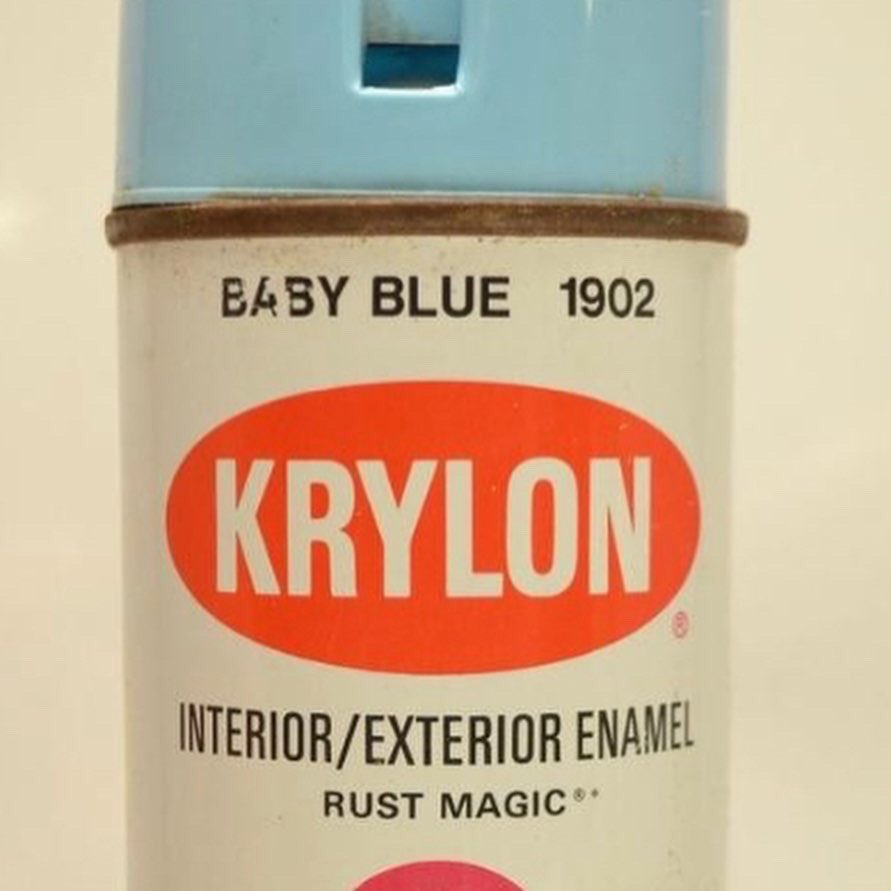 BABY BLUE 1902
KRYLON
®
INTERIOR/EXTERIOR ENAMEL
RUST MAGIC®*